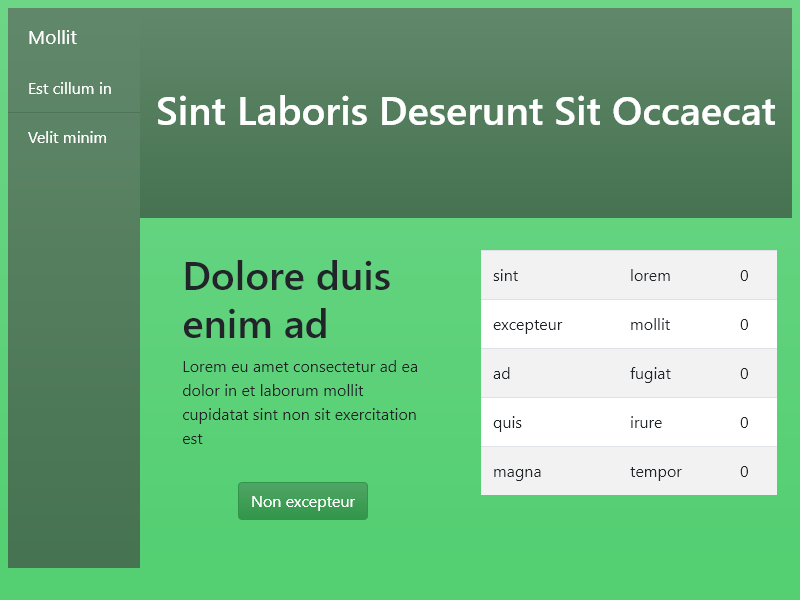 Mollit
Est cillum in
Velit minim
Sint Laboris Deserunt Sit Occaecat
Dolore duis
enim ad
Lorem eu amet consectetur ad ea
dolor in et laborum mollit
cupidatat sint non sit exercitation
est
Non excepteur
sint lorem 0
excepteur mollit 0
ad fugiat 0
quis irure 0
magna tempor 0